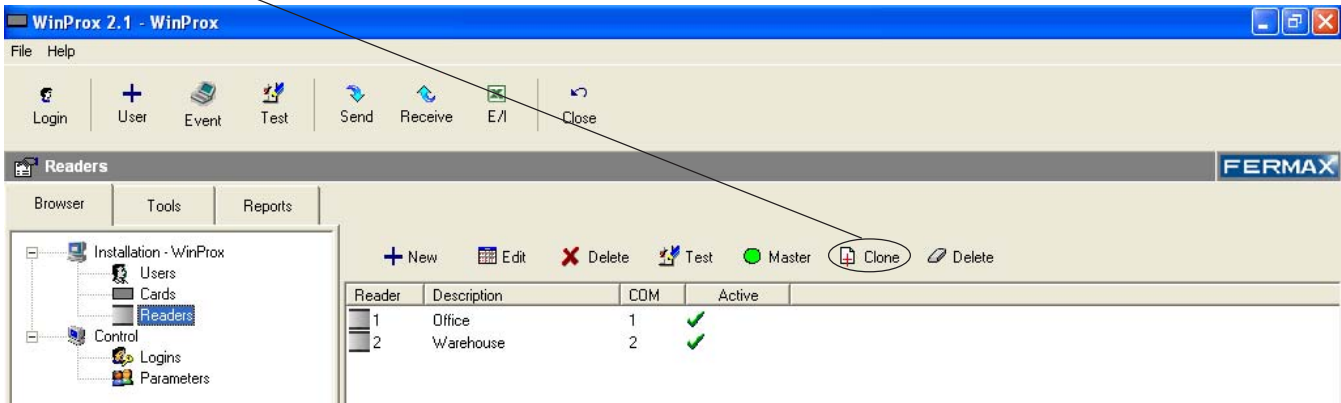 WinProx 2.1 - WinProx
File Help
Login User Event Test Send Receive E/I Close
Readers FERMAX
Browser Tools Reports
Installation - WinProx
Users
Cards
Readers
Control
Logins
Parameters
New Edit Delete Test Master Clone Delete
Reader Description COM Active
1 Office 1
2 Warehouse 2